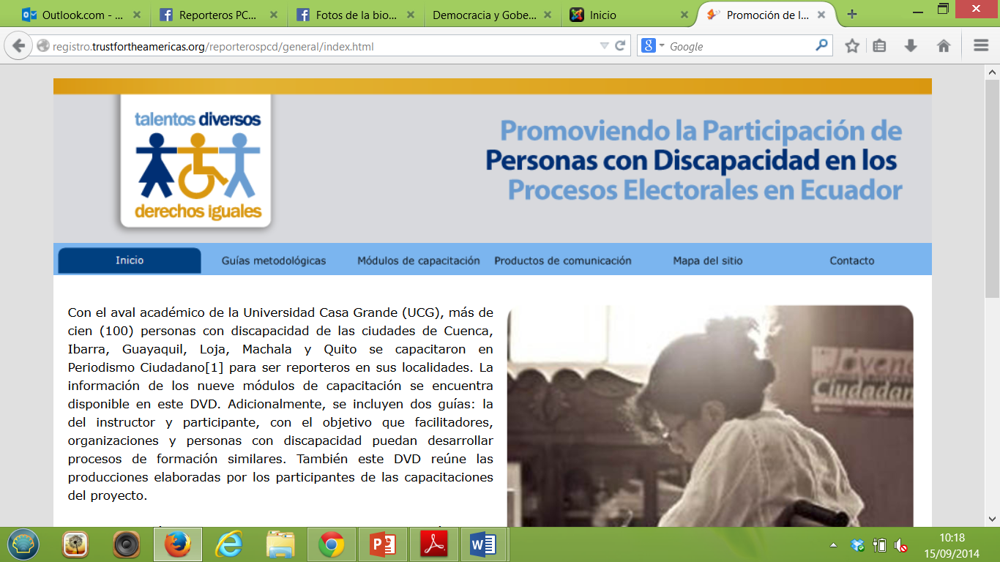 Outlook.com - ...
Reporteros PC...
Fotos de la bio...
Democracia y Gobe...
Inicio
Promoción de l...
registro.trustfortheamericas.org/reporterospcd/general/index.html
Google
talentos diversos
derechos iguales
Promoviendo la Participación de
Personas con Discapacidad en los
Procesos Electorales en Ecuador
Inicio
Guías metodológicas
Módulos de capacitación
Productos de comunicación
Mapa del sitio
Contacto
Con el aval académico de la Universidad Casa Grande (UCG), más de
cien (100) personas con discapacidad de las ciudades de Cuenca,
Ibarra, Guayaquil, Loja, Machala y Quito se capacitaron en
Periodismo Ciudadano[1] para ser reporteros en sus localidades. La
información de los nueve módulos de capacitación se encuentra
disponible en este DVD. Adicionalmente, se incluyen dos guías: la
del instructor y participante, con el objetivo que facilitadores,
organizaciones y personas con discapacidad puedan desarrollar
procesos de formación similares. También este DVD reúne las
producciones elaboradas por los participantes de las capacitaciones
del proyecto.
Jóvene
Ciudadan
10:18
15/09/2014